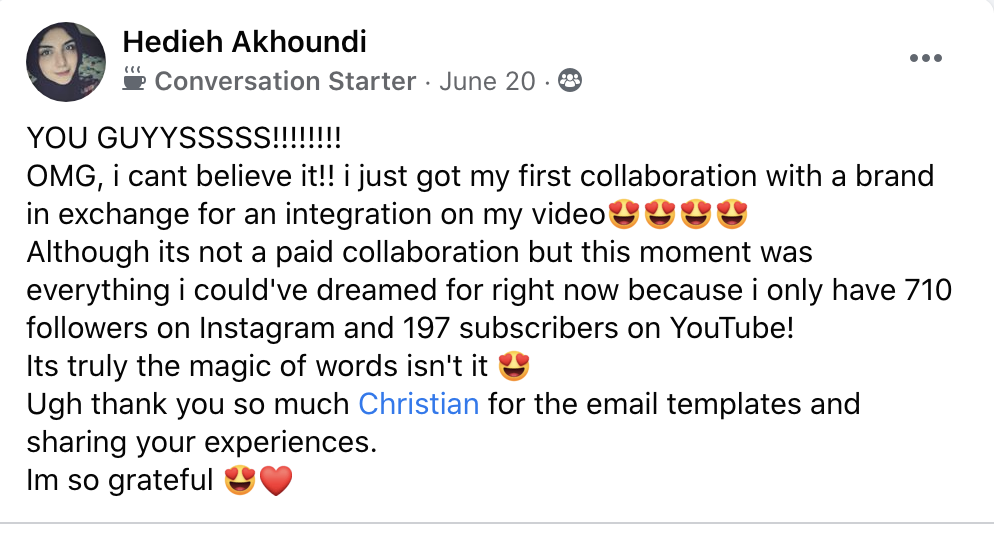 Hedieh Akhoundi
Conversation Starter · June 20 ·
YOU GUYYSSSSS!!!!!!!!
OMG, i cant believe it!! i just got my first collaboration with a brand
in exchange for an integration on my video😍😍😍😍
Although its not a paid collaboration but this moment was
everything i could've dreamed for right now because i only have 710
followers on Instagram and 197 subscribers on YouTube!
Its truly the magic of words isn't it 😍
Ugh thank you so much Christian for the email templates and
sharing your experiences.
Im so grateful 😍❤️